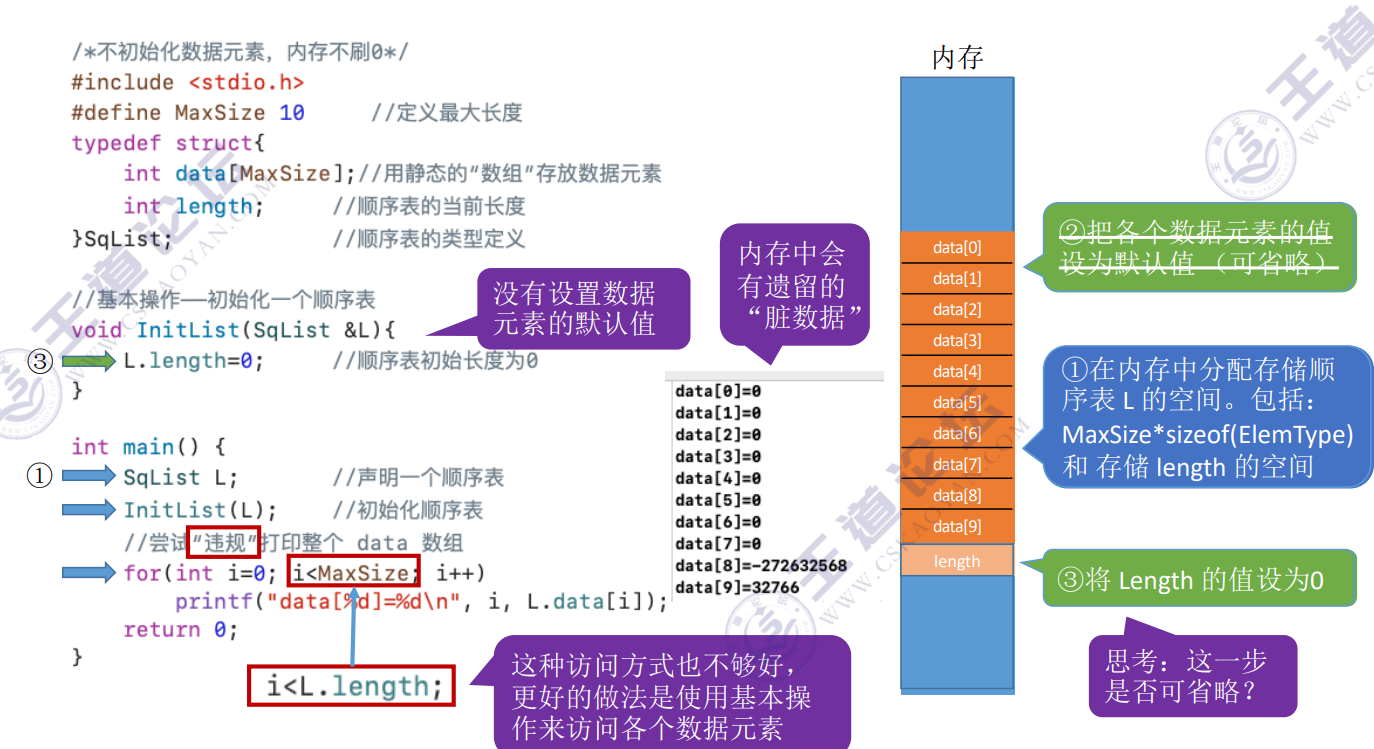 /*不初始化数据元素，内存不刷0*/
#include <stdio.h>
#define MaxSize 10 //定义最大长度
typedef struct{
int data[MaxSize];//用静态的"数组"存放数据元素
int length; //顺序表的当前长度
}SqList; //顺序表的类型定义
//基本操作——初始化一个顺序表
void InitList(SqList &L){
③ L.length=0; //顺序表初始长度为0
}
int main() {
① SqList L; //声明一个顺序表
InitList(L); //初始化顺序表
//尝试"违规"打印整个 data 数组
for(int i=0; i<MaxSize; i++)
printf("data[%d]=%d\n", i, L.data[i]);
return 0;
}
i<L.length;
没有设置数据
元素的默认值
内存中会
有遗留的
“脏数据”
data[0]=0
data[1]=0
data[2]=0
data[3]=0
data[4]=0
data[5]=0
data[6]=0
data[7]=0
data[8]=-272632568
data[9]=32766
这种访问方式也不够好，
更好的做法是使用基本操
作来访问各个数据元素
内存
data[0]
data[1]
data[2]
data[3]
data[4]
data[5]
data[6]
data[7]
data[8]
data[9]
length
②把各个数据元素的值
设为默认值 （可省略）
①在内存中分配存储顺
序表 L 的空间。包括：
MaxSize*sizeof(ElemType)
和 存储 length 的空间
③将 Length 的值设为0
思考：这一步
是否可省略？
王道论坛
WWW.CSKAOYAN.COM